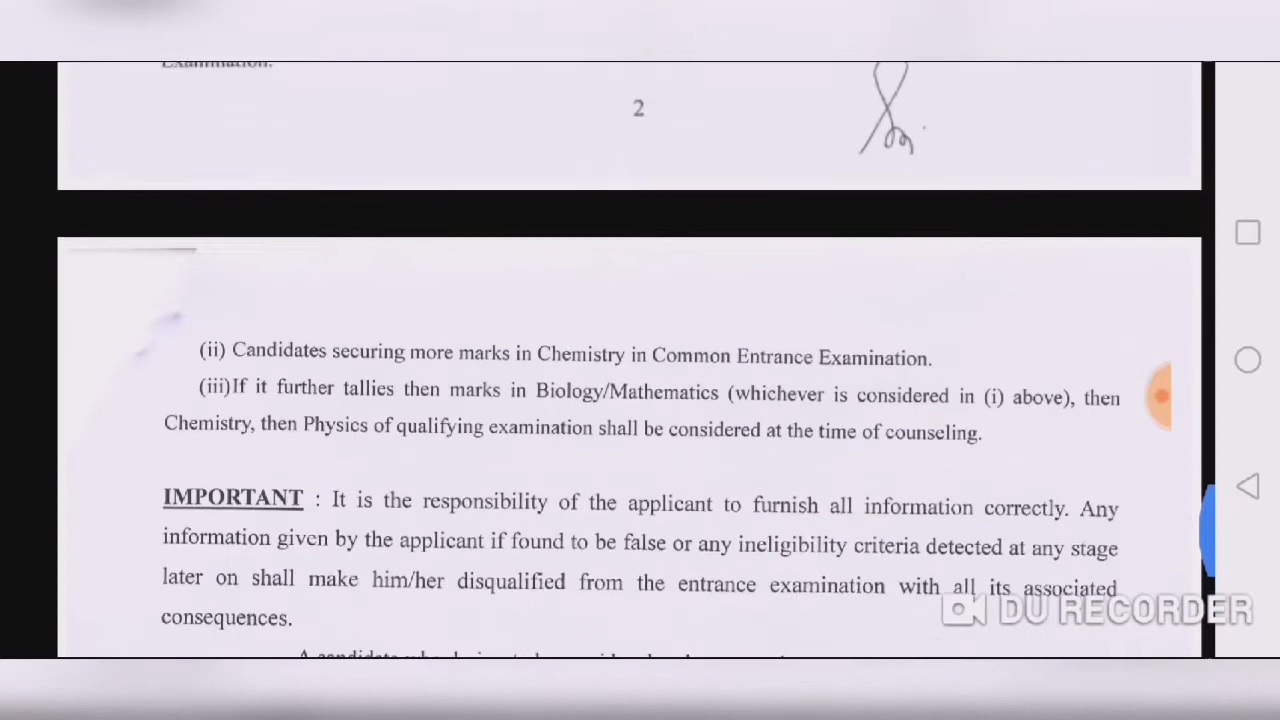 Examination.
2
(ii) Candidates securing more marks in Chemistry in Common Entrance Examination.
(iii)If it further tallies then marks in Biology/Mathematics (whichever is considered in (i) above), then
Chemistry, then Physics of qualifying examination shall be considered at the time of counseling.
IMPORTANT : It is the responsibility of the applicant to furnish all information correctly. Any
information given by the applicant if found to be false or any ineligibility criteria detected at any stage
later on shall make him/her disqualified from the entrance examination with all its associated
consequences.
DU RECORDER
A candidate who